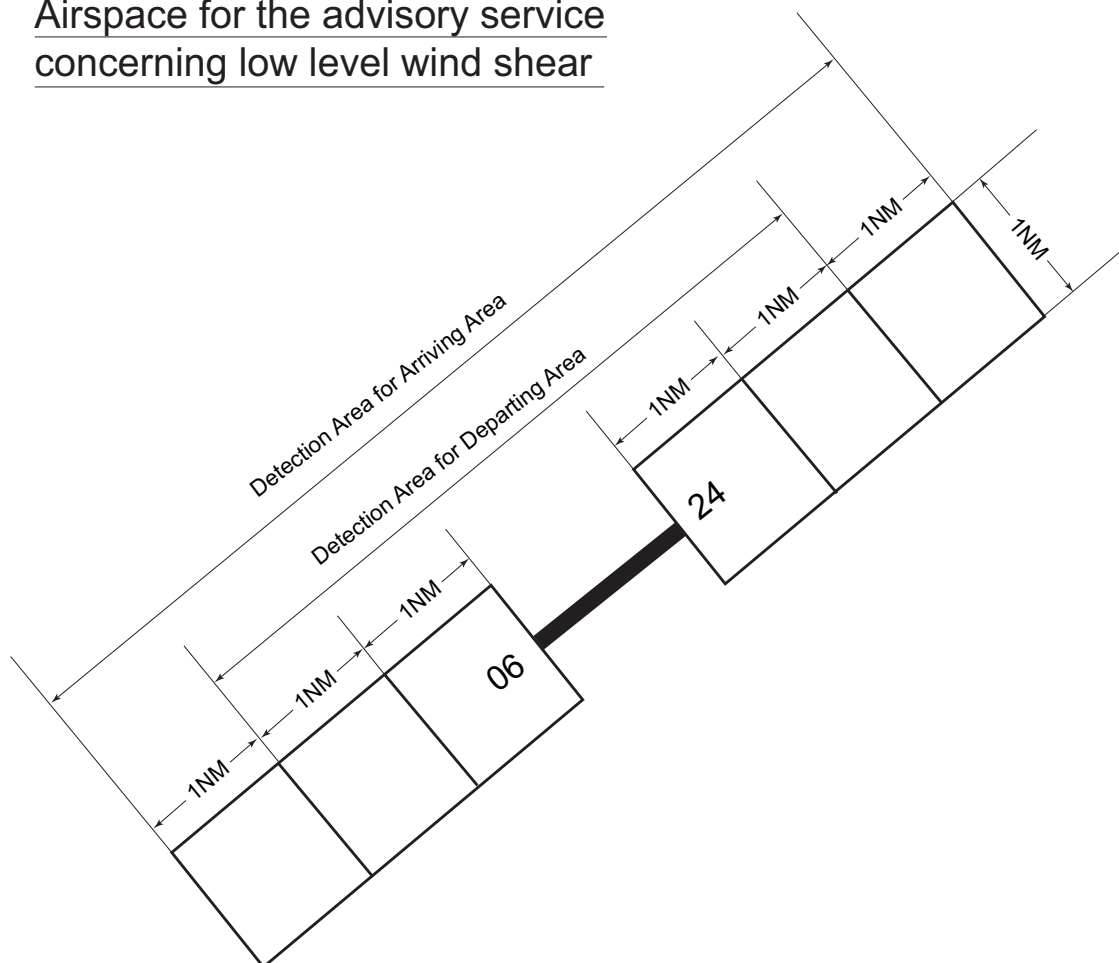 Airspace for the advisory service
concerning low level wind shear
1NM
1NM
1NM
1NM
Detection Area for Arriving Area
Detection Area for Departing Area
24
1NM
06
1NM
1NM